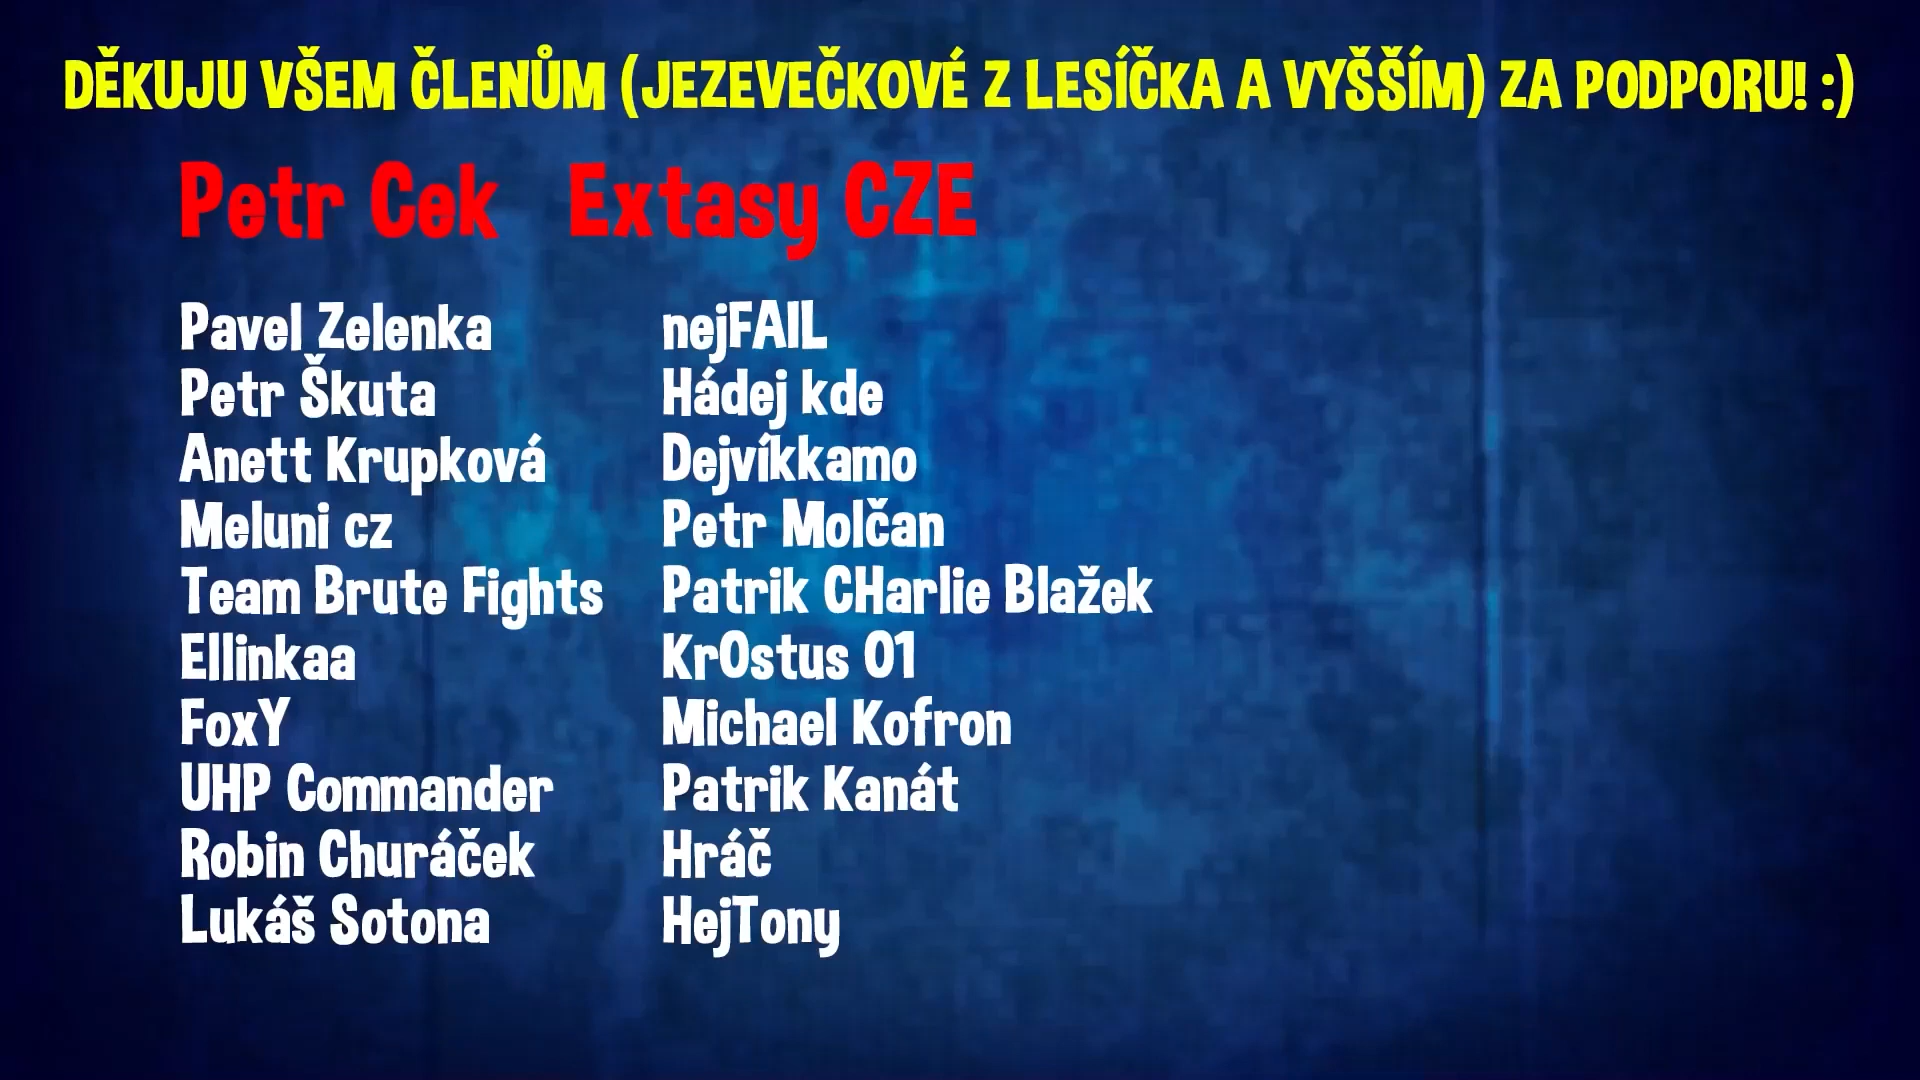 DĚKUJU VŠEM ČLENŮM (JEZEVEČKOVÉ Z LESÍČKA A VYŠŠÍM) ZA PODPORU! :)
Petr Cek Extasy CZE
Pavel Zelenka
Petr Škuta
Anett Krupková
Meluni cz
Team Brute Fights
Ellinkaa
FoxY
UHP Commander
Robin Churáček
Lukáš Sotona
nejFAIL
Hádej kde
Dejvíkkamo
Petr Molčan
Patrik CHarlie Blažek
Kr0stus 01
Michael Kofron
Patrik Kanát
Hráč
HejTony